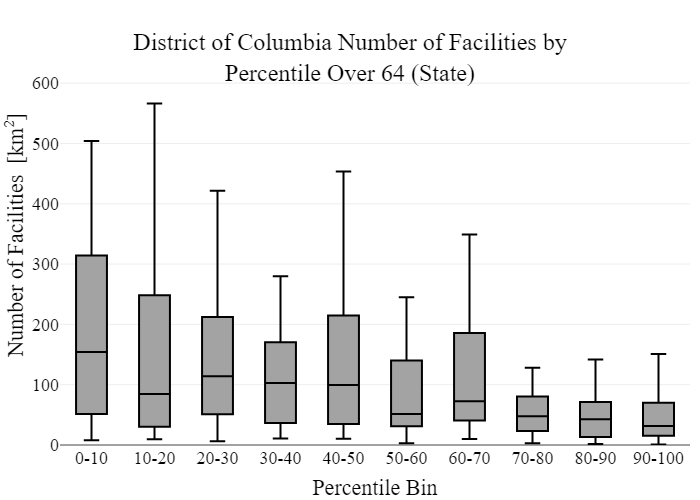 District of Columbia Number of Facilities by
Percentile Over 64 (State)
Number of Facilities [km²]
600
500
400
300
200
100
0
0-10 10-20 20-30 30-40 40-50 50-60 60-70 70-80 80-90 90-100
Percentile Bin